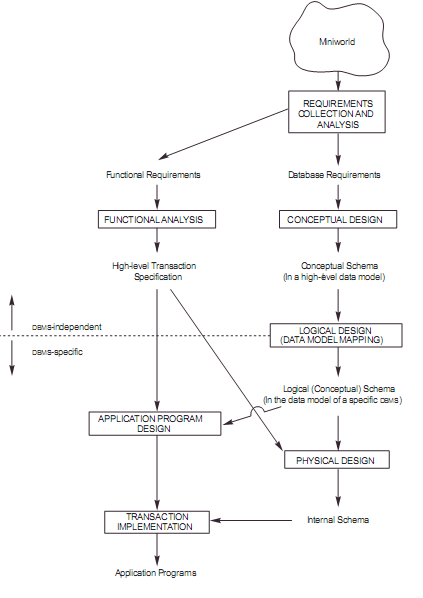 Miniworld
REQUIREMENTS
COLLECTION AND
ANALYSIS
Functional Requirements
Database Requirements
FUNCTIONAL ANALYSIS
CONCEPTUAL DESIGN
High-level Transaction
Specification
Conceptual Schema
(In a high-level data model)
DBMS-independent
LOGICAL DESIGN
(DATA MODEL MAPPING)
DBMS-specific
Logical (Conceptual) Schema
(In the data model of a specific DBMS)
APPLICATION PROGRAM
DESIGN
PHYSICAL DESIGN
TRANSACTION
IMPLEMENTATION
Internal Schema
Application Programs